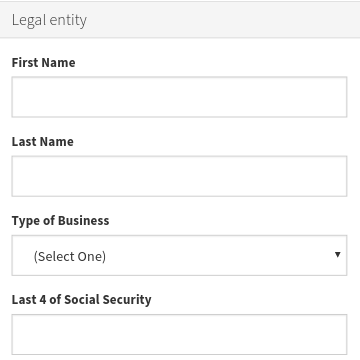 Legal entity
First Name
Last Name
Type of Business
(Select One)
Last 4 of Social Security